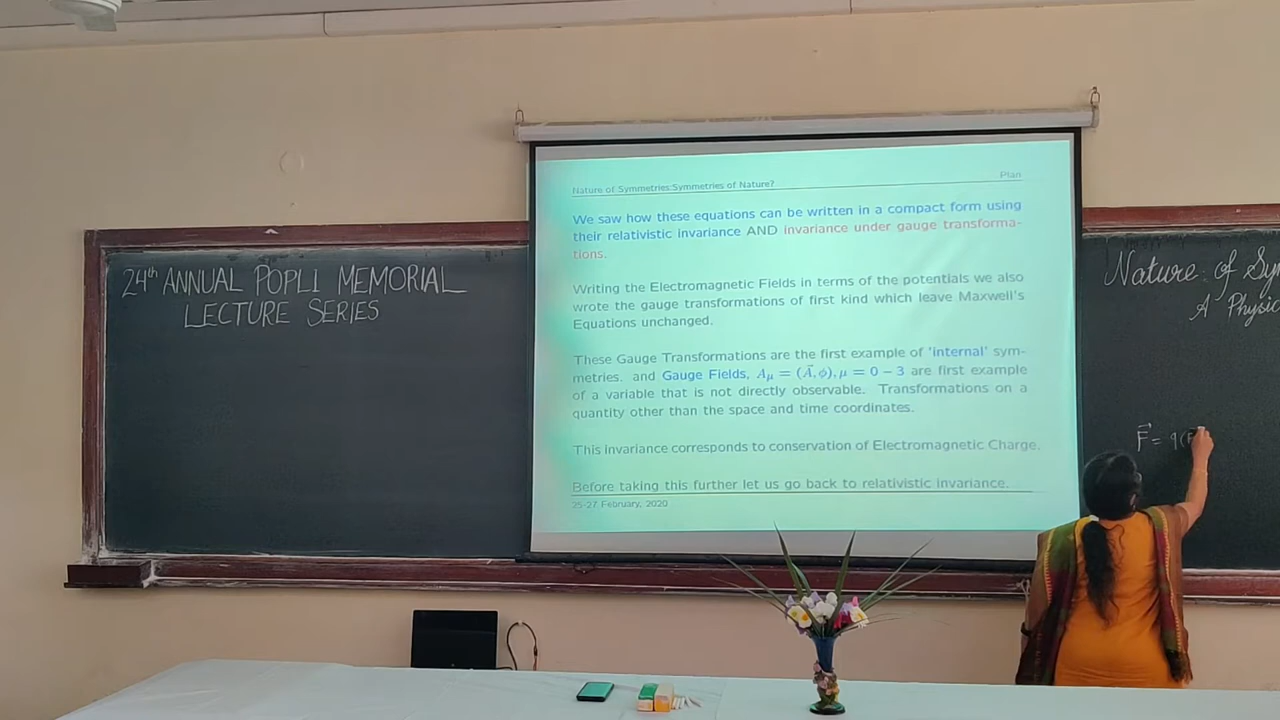 24th ANNUAL POPLI MEMORIAL
LECTURE SERIES
Nature of Symmetries:Symmetries of Nature?
Plan
We saw how these equations can be written in a compact form using
their relativistic invariance AND invariance under gauge transforma-
tions.
Writing the Electromagnetic Fields in terms of the potentials we also
wrote the gauge transformations of first kind which leave Maxwell's
Equations unchanged.
These Gauge Transformations are the first example of 'internal' sym-
metries. and Gauge Fields, A_μ = (A⃗, φ), μ = 0 − 3 are first example
of a variable that is not directly observable. Transformations on a
quantity other than the space and time coordinates.
This invariance corresponds to conservation of Electromagnetic Charge.
Before taking this further let us go back to relativistic invariance.
25-27 February, 2020
Nature of Sy
A Physic
F⃗ = q(E